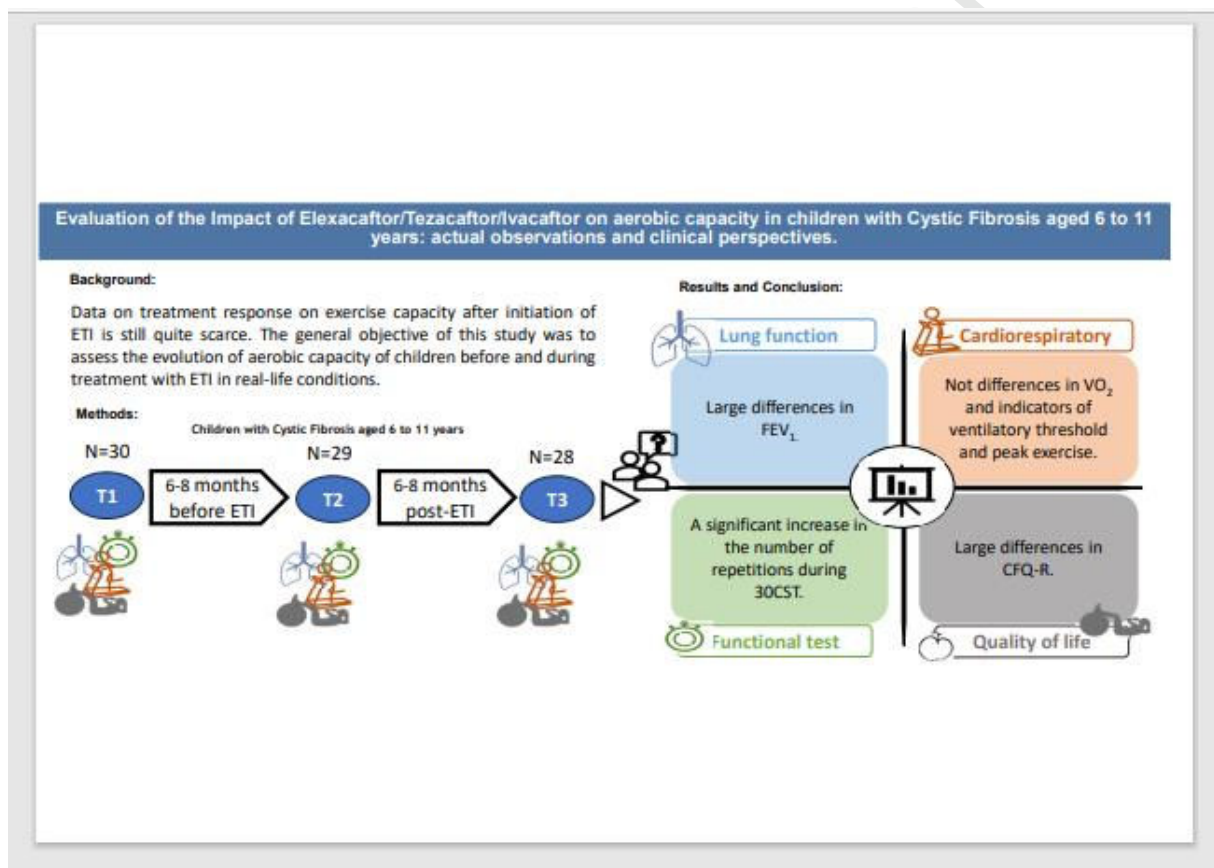 Evaluation of the Impact of Elexacaftor/Tezacaftor/Ivacaftor on aerobic capacity in children with Cystic Fibrosis aged 6 to 11
years: actual observations and clinical perspectives.
Background:
Data on treatment response on exercise capacity after initiation of
ETI is still quite scarce. The general objective of this study was to
assess the evolution of aerobic capacity of children before and during
treatment with ETI in real-life conditions.
Methods:
Children with Cystic Fibrosis aged 6 to 11 years
N=30
N=29
N=28
T1
6-8 months
before ETI
T2
6-8 months
post-ETI
T3
Results and Conclusion:
Lung function
Large differences in
FEV1.
Cardiorespiratory
Not differences in VO2
and indicators of
ventilatory threshold
and peak exercise.
A significant increase in
the number of
repetitions during
30CST.
Functional test
Large differences in
CFQ-R.
Quality of life